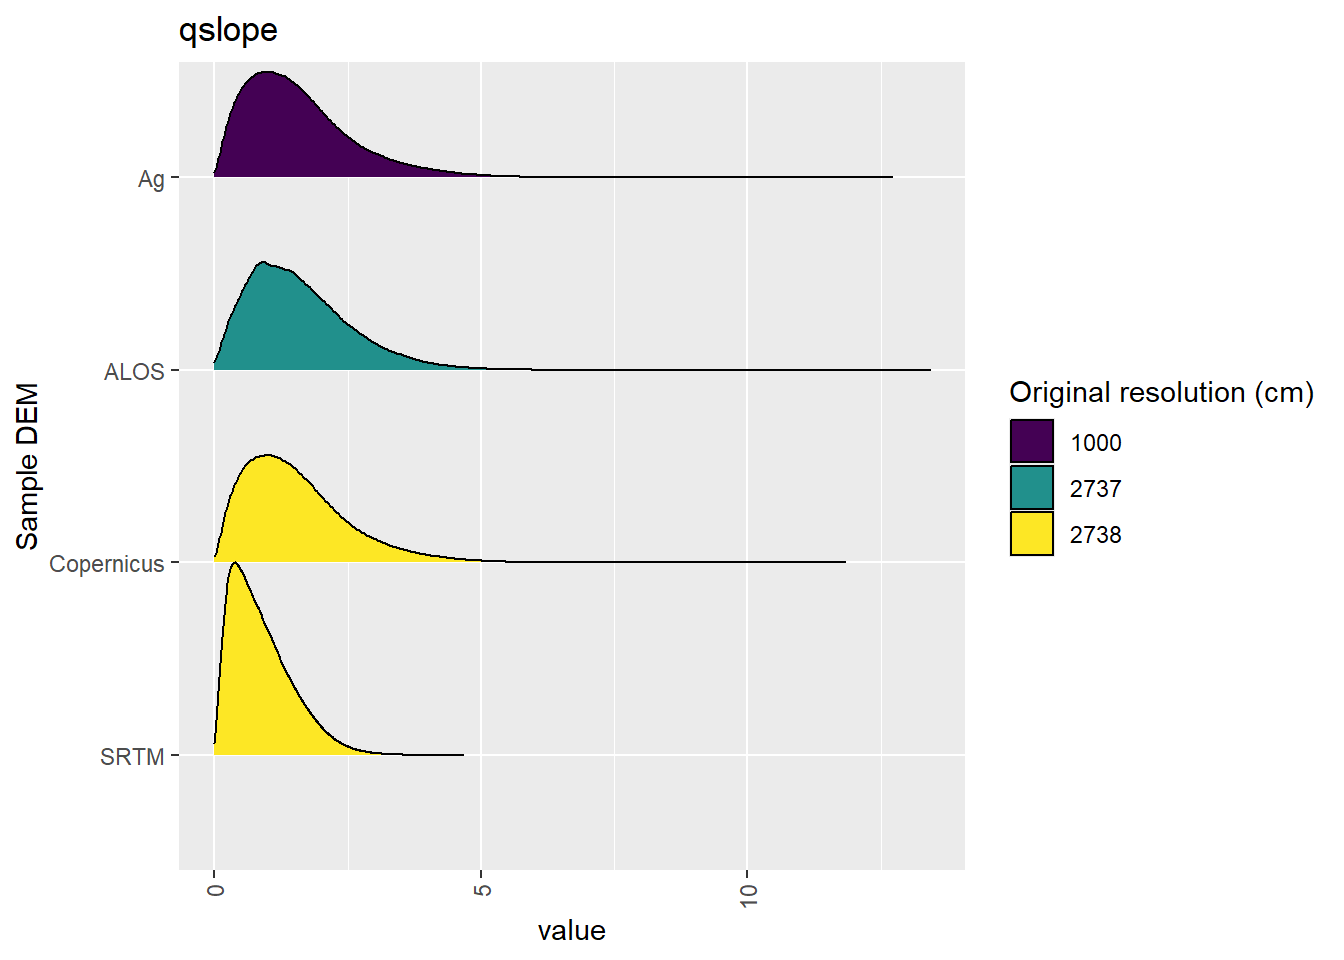 qslope
Ag
ALOS
Copernicus
SRTM
Sample DEM
0
5
10
value
Original resolution (cm)
1000
2737
2738